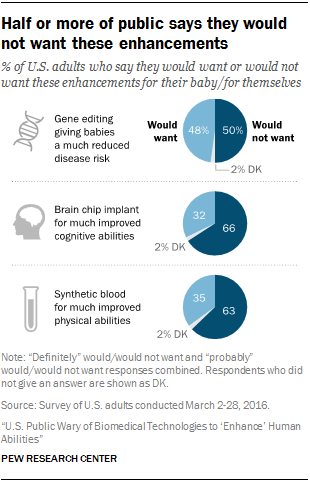 Half or more of public says they would
not want these enhancements
% of U.S. adults who say they would want or would not
want these enhancements for their baby/for themselves
Gene editing
giving babies
a much reduced
disease risk
Would
want
48%
50%
Would
not want
2% DK
Brain chip implant
for much improved
cognitive abilities
32
66
2% DK
Synthetic blood
for much improved
physical abilities
35
63
2% DK
Note: “Definitely” would/would not want and “probably”
would/would not want responses combined. Respondents who did
not give an answer are shown as DK.
Source: Survey of U.S. adults conducted March 2-28, 2016.
“U.S. Public Wary of Biomedical Technologies to ‘Enhance’ Human
Abilities”
PEW RESEARCH CENTER